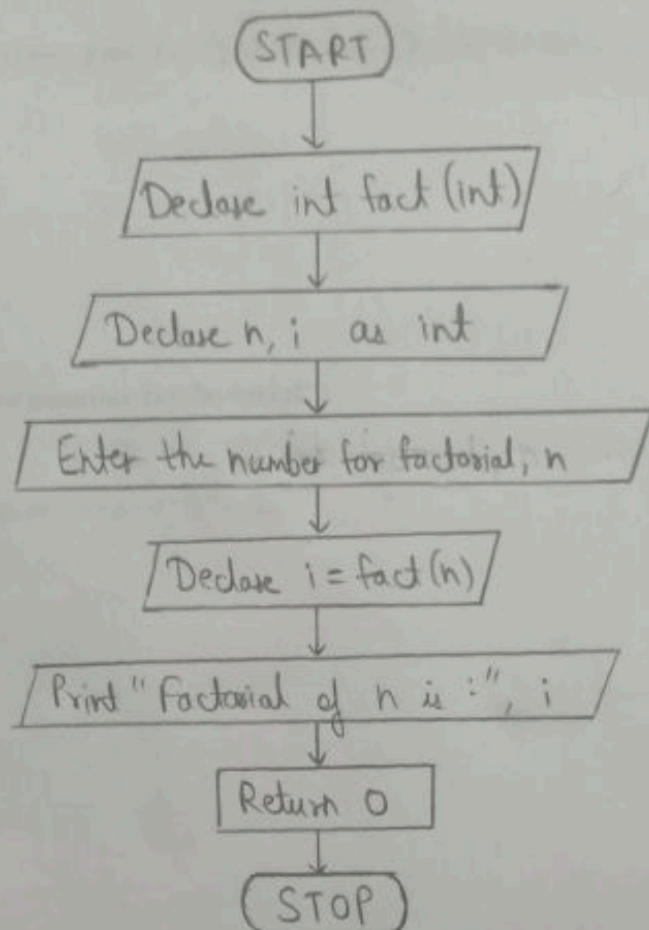 START
Declare int fact (int)
Declare n, i as int
Enter the number for factorial, n
Declare i = fact (n)
Print "Factorial of n is :", i
Return 0
STOP